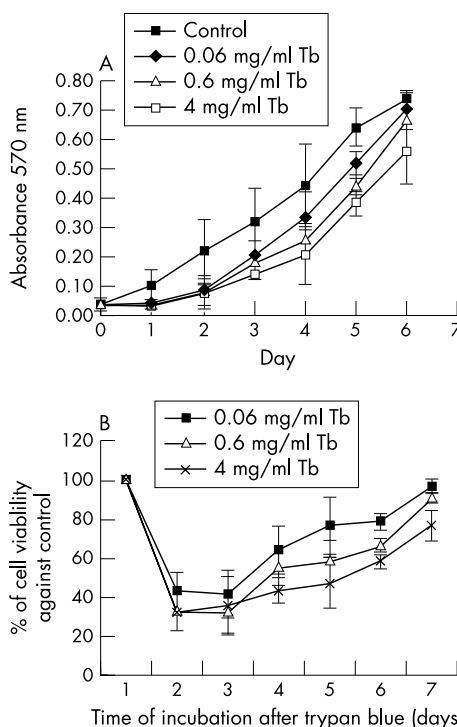 Control
0.06 mg/ml Tb
0.6 mg/ml Tb
4 mg/ml Tb
A
0.80
0.70
0.60
0.50
0.40
0.30
0.20
0.10
0.00
Absorbance 570 nm
0 1 2 3 4 5 6 7
Day
0.06 mg/ml Tb
0.6 mg/ml Tb
4 mg/ml Tb
B
120
100
80
60
40
20
0
% of cell viablility
against control
1 2 3 4 5 6 7
Time of incubation after trypan blue (days)